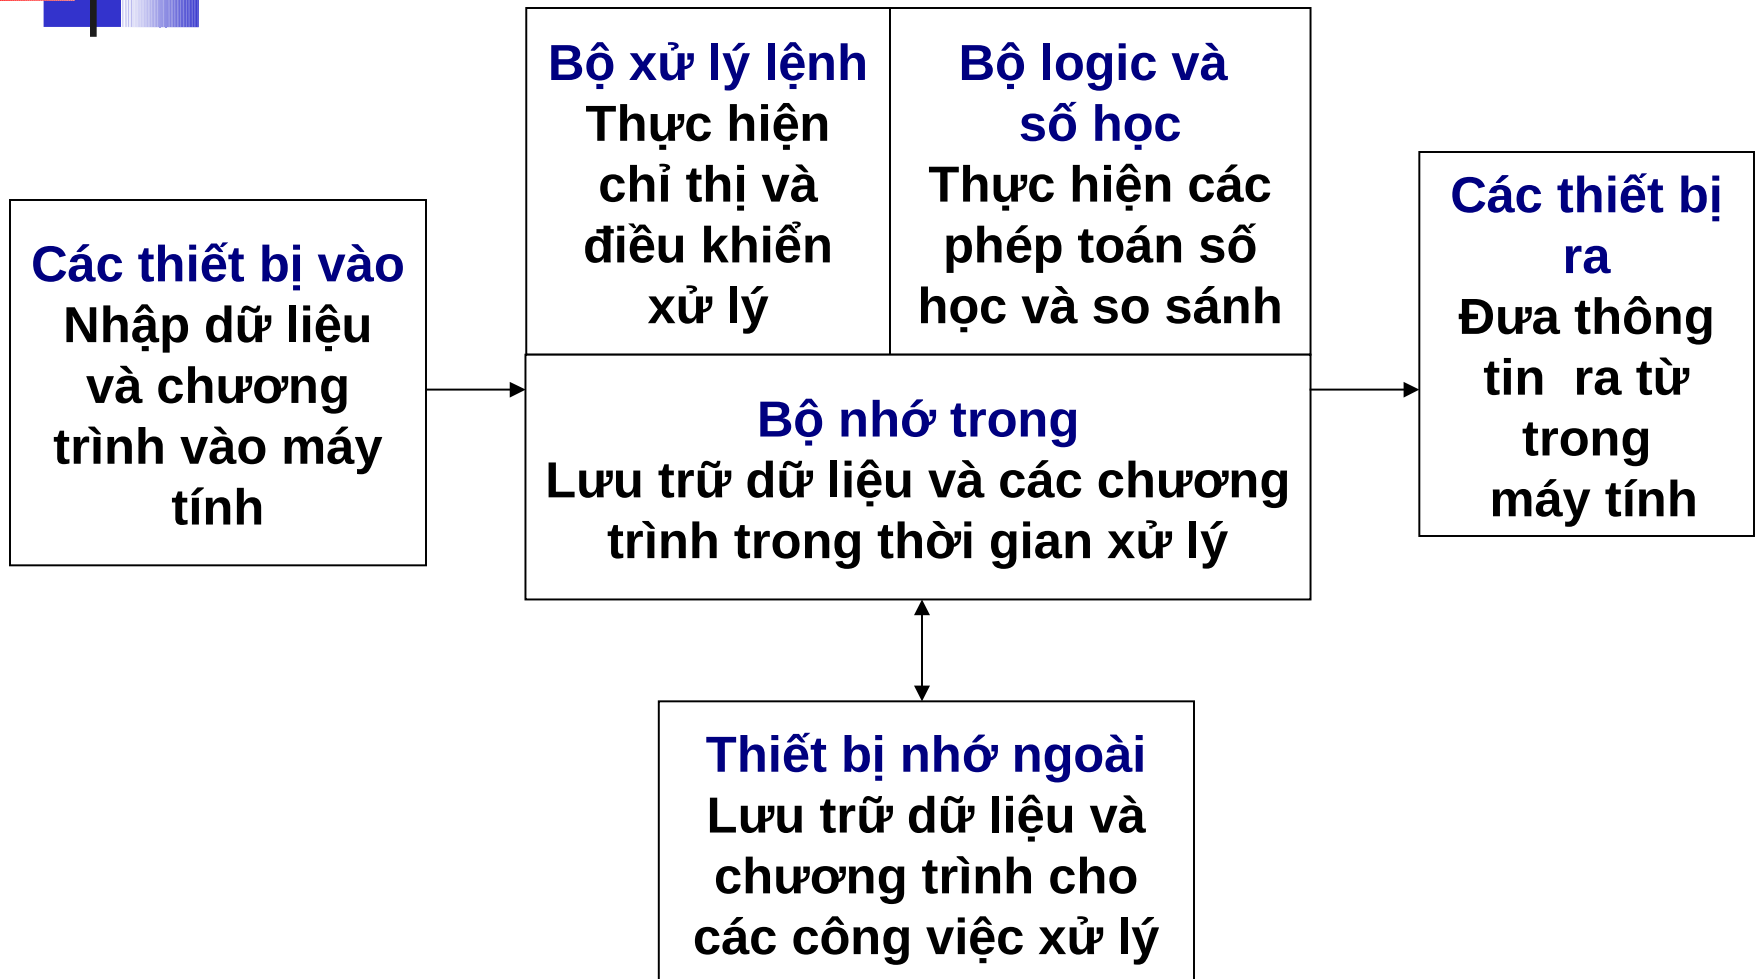 Các thiết bị vào
Nhập dữ liệu
và chương
trình vào máy
tính
Bộ xử lý lệnh
Thực hiện
chỉ thị và
điều khiển
xử lý
Bộ logic và
số học
Thực hiện các
phép toán số
học và so sánh
Bộ nhớ trong
Lưu trữ dữ liệu và các chương
trình trong thời gian xử lý
Các thiết bị
ra
Đưa thông
tin ra từ
trong
máy tính
Thiết bị nhớ ngoài
Lưu trữ dữ liệu và
chương trình cho
các công việc xử lý